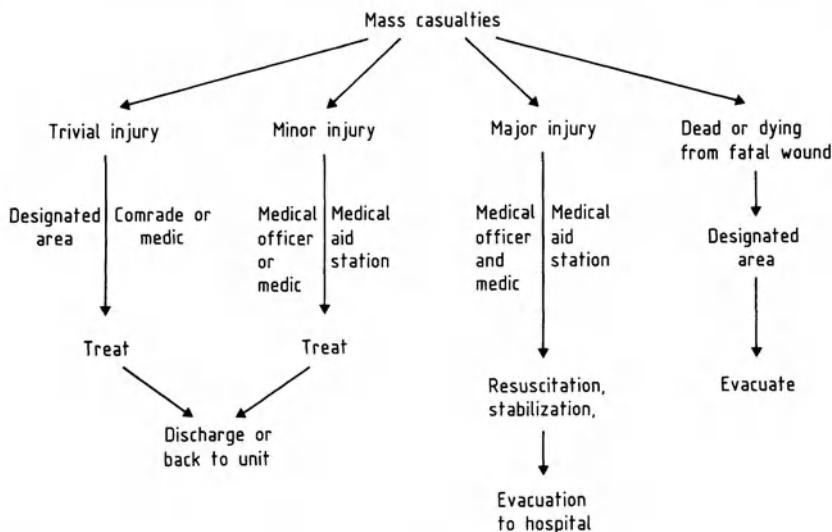 Mass casualties
Trivial injury
Minor injury
Major injury
Dead or dying
from fatal wound
Designated
area
Comrade or
medic
Medical
officer
or
medic
Medical
aid
station
Medical
officer
and
medic
Medical
aid
station
Designated
area
Treat
Treat
Resuscitation,
stabilization,
Evacuate
Discharge or
back to unit
Evacuation
to hospital